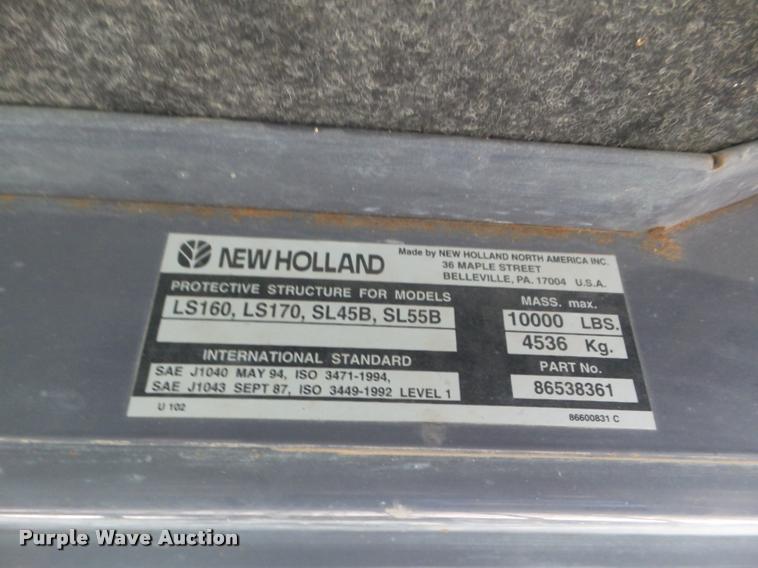 NEW HOLLAND
Made by NEW HOLLAND NORTH AMERICA INC.
36 MAPLE STREET
BELLEVILLE, PA. 17004 U.S.A.
PROTECTIVE STRUCTURE FOR MODELS
LS160, LS170, SL45B, SL55B
MASS. max.
10000 LBS.
4536 Kg.
INTERNATIONAL STANDARD
SAE J1040 MAY 94, ISO 3471-1994,
SAE J1043 SEPT 87, ISO 3449-1992 LEVEL 1
PART No.
86538361
U 102
86600831 C
Purple Wave Auction